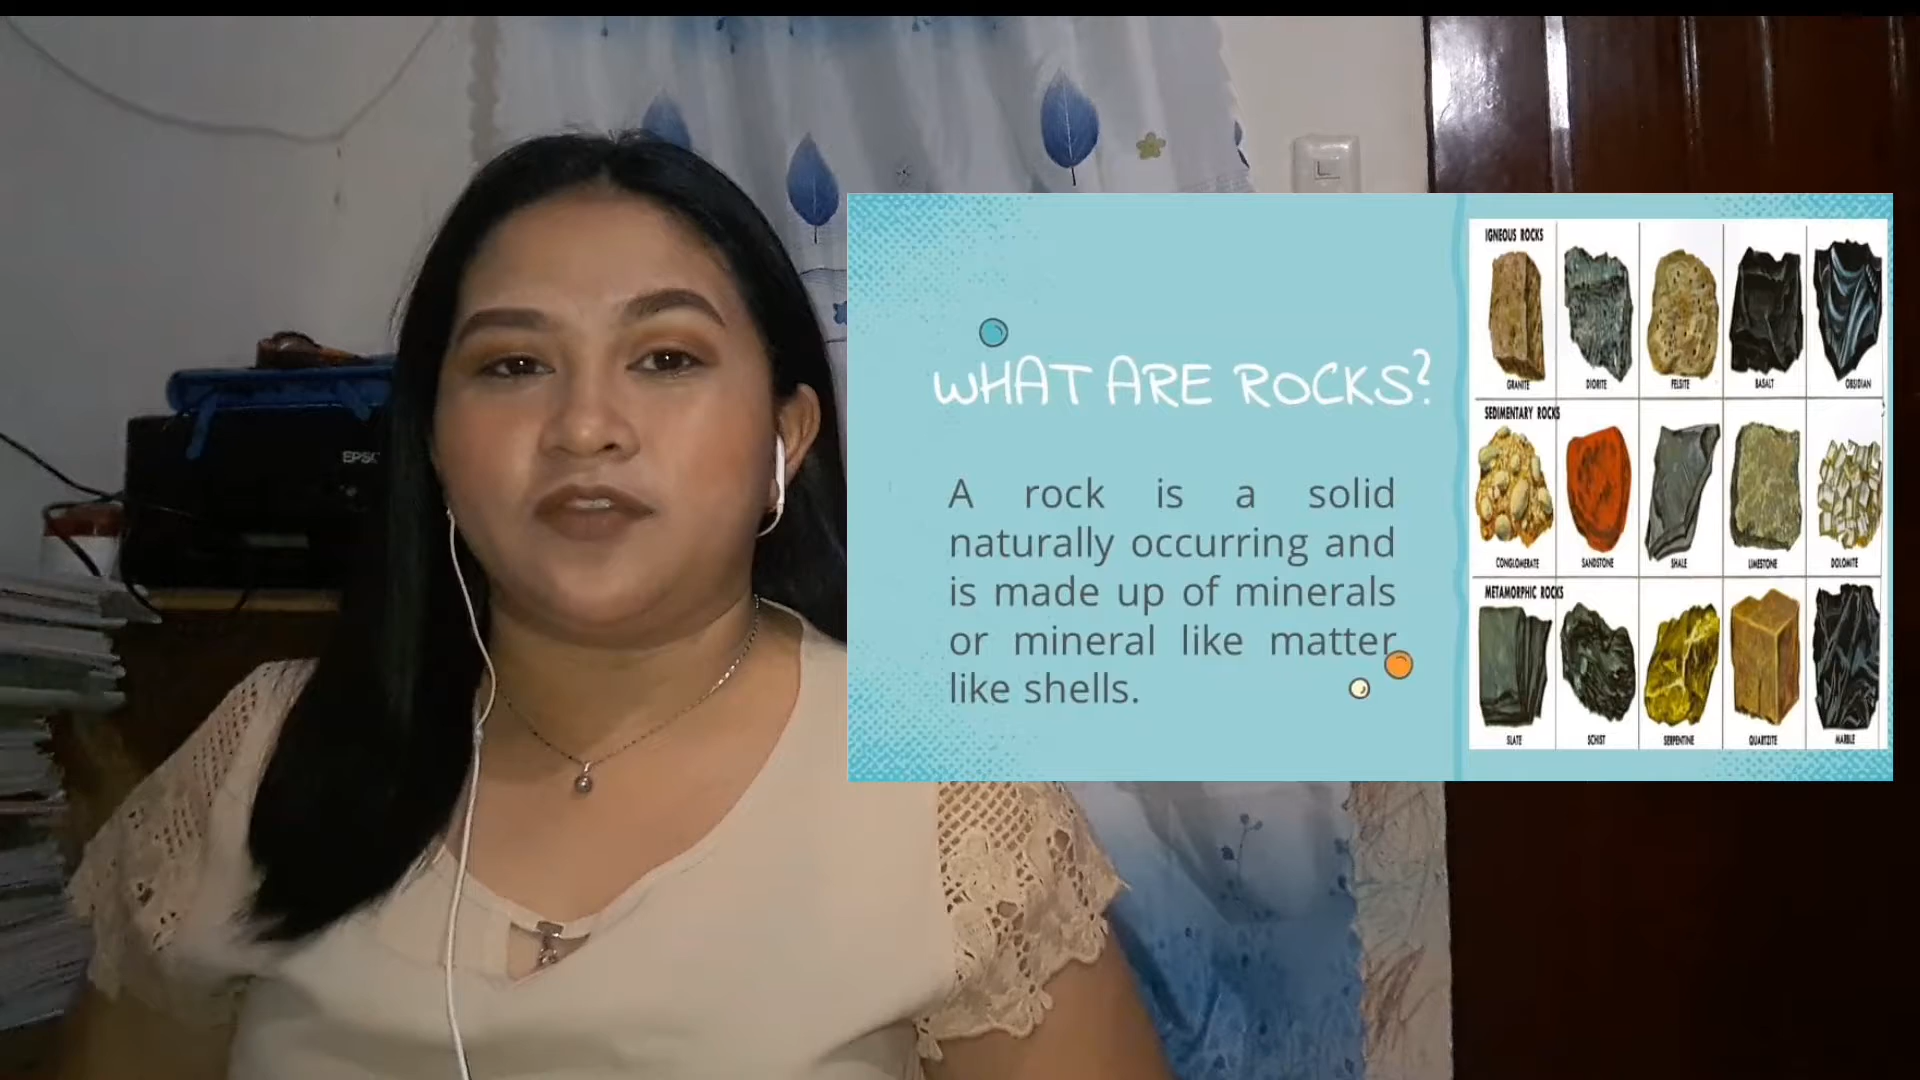 EPSO
WHAT ARE ROCKS?
A rock is a solid
naturally occurring and
is made up of minerals
or mineral like matter
like shells.
IGNEOUS ROCKS
GRANITE DIORITE FELSITE BASALT OBSIDIAN
SEDIMENTARY ROCKS
CONGLOMERATE SANDSTONE SHALE LIMESTONE DOLOMITE
METAMORPHIC ROCKS
SLATE SCHIST SERPENTINE QUARTZITE MARBLE